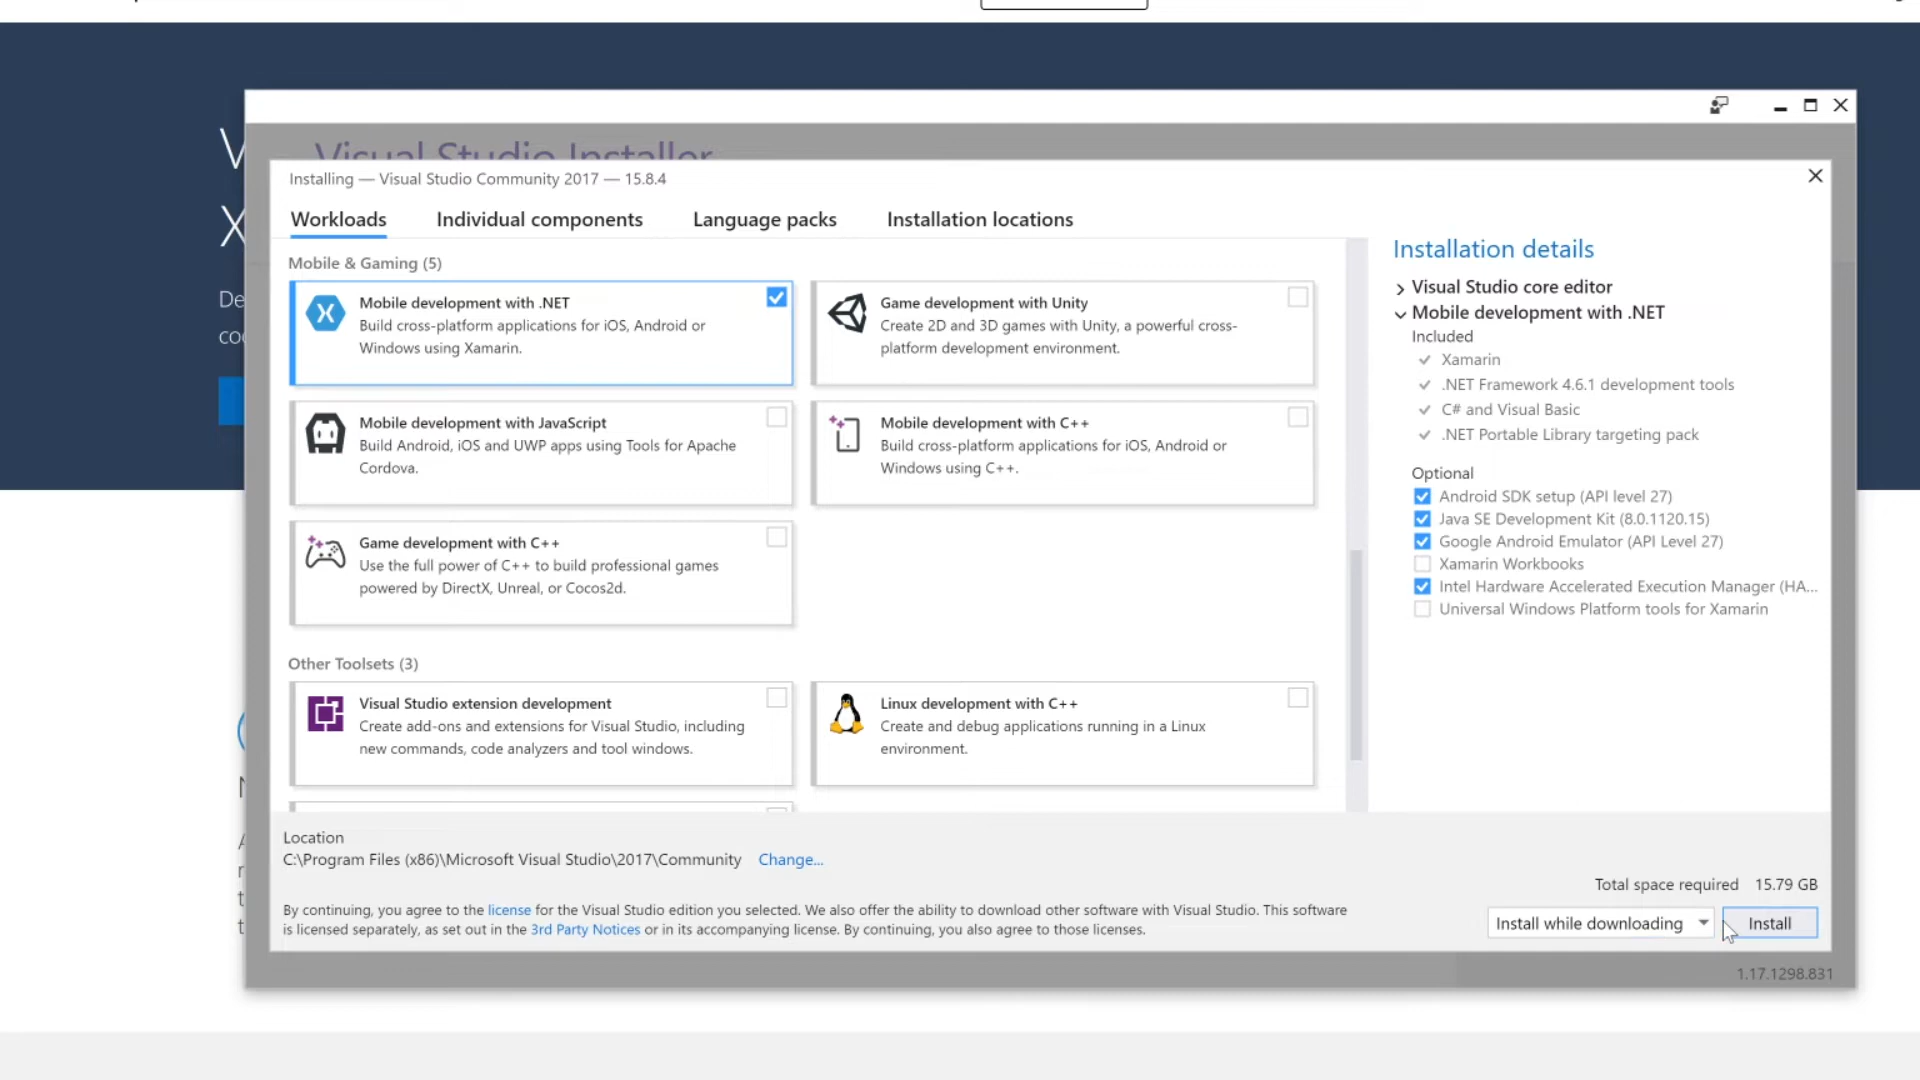 Visual Studio Installer
Installing — Visual Studio Community 2017 — 15.8.4
Workloads
Individual components
Language packs
Installation locations
Mobile & Gaming (5)
Mobile development with .NET
Build cross-platform applications for iOS, Android or
Windows using Xamarin.
Game development with Unity
Create 2D and 3D games with Unity, a powerful cross-
platform development environment.
Mobile development with JavaScript
Build Android, iOS and UWP apps using Tools for Apache
Cordova.
Mobile development with C++
Build cross-platform applications for iOS, Android or
Windows using C++.
Game development with C++
Use the full power of C++ to build professional games
powered by DirectX, Unreal, or Cocos2d.
Other Toolsets (3)
Visual Studio extension development
Create add-ons and extensions for Visual Studio, including
new commands, code analyzers and tool windows.
Linux development with C++
Create and debug applications running in a Linux
environment.
Installation details
Visual Studio core editor
Mobile development with .NET
Included
Xamarin
.NET Framework 4.6.1 development tools
C# and Visual Basic
.NET Portable Library targeting pack
Optional
Android SDK setup (API level 27)
Java SE Development Kit (8.0.1120.15)
Google Android Emulator (API Level 27)
Xamarin Workbooks
Intel Hardware Accelerated Execution Manager (HA...
Universal Windows Platform tools for Xamarin
Location
C:\Program Files (x86)\Microsoft Visual Studio\2017\Community Change...
By continuing, you agree to the license for the Visual Studio edition you selected. We also offer the ability to download other software with Visual Studio. This software
is licensed separately, as set out in the 3rd Party Notices or in its accompanying license. By continuing, you also agree to those licenses.
Total space required 15.79 GB
Install while downloading
Install
1.17.1298.831